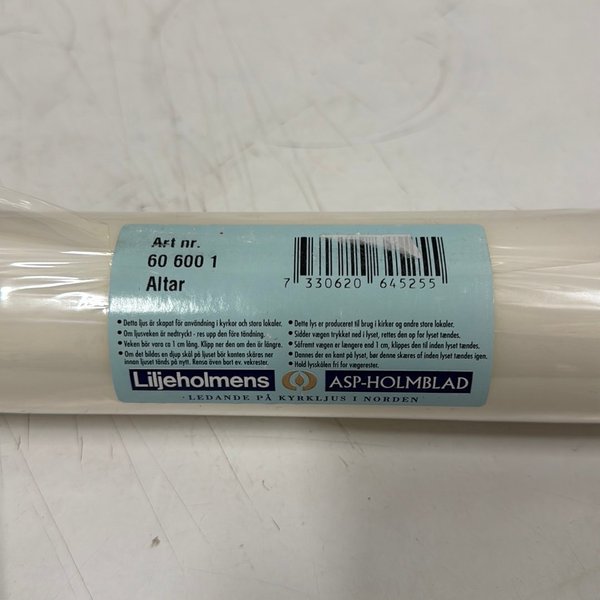 Art nr.
60 600 1
Altar
7 330620 645255
• Detta ljus är skapat för användning i kyrkor och stora lokaler.
• Om ljusveken är nedtryckt - res upp den före tändning.
• Veken bör vara ca 1 cm lång. Klipp ner den om den är längre.
• Om det bildas en djup skål på ljuset bör kanten skäras ner
innan ljuset tänds på nytt. Rensa även bort ev. vekrester.
• Dette lys er produceret til brug i kirker og andre store lokaler.
• Sidder vægen trykket ned i lyset, rettes den op før lyset tændes.
• Såfremt vægen er længere end 1 cm, klippes den til inden lyset tændes.
• Dannes der en kant på lyset, bør denne skæres af inden lyset tændes igen.
• Hold lysskålen fri for vægerester.
Liljeholmens
ASP-HOLMBLAD
· LEDANDE PÅ KYRKLJUS I NORDEN ·